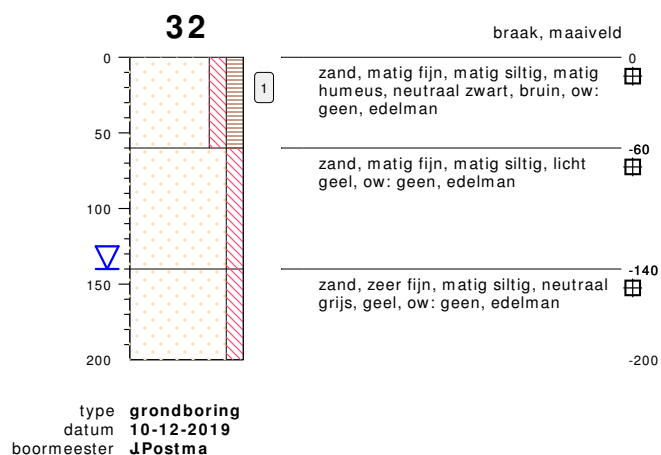 32
braak, maaiveld
0
0
1
zand, matig fijn, matig siltig, matig
humeus, neutraal zwart, bruin, ow:
geen, edelman
50
-60
zand, matig fijn, matig siltig, licht
geel, ow: geen, edelman
100
-140
150
zand, zeer fijn, matig siltig, neutraal
grijs, geel, ow: geen, edelman
200
-200
type grondboring
datum 10-12-2019
boormeester J.Postma